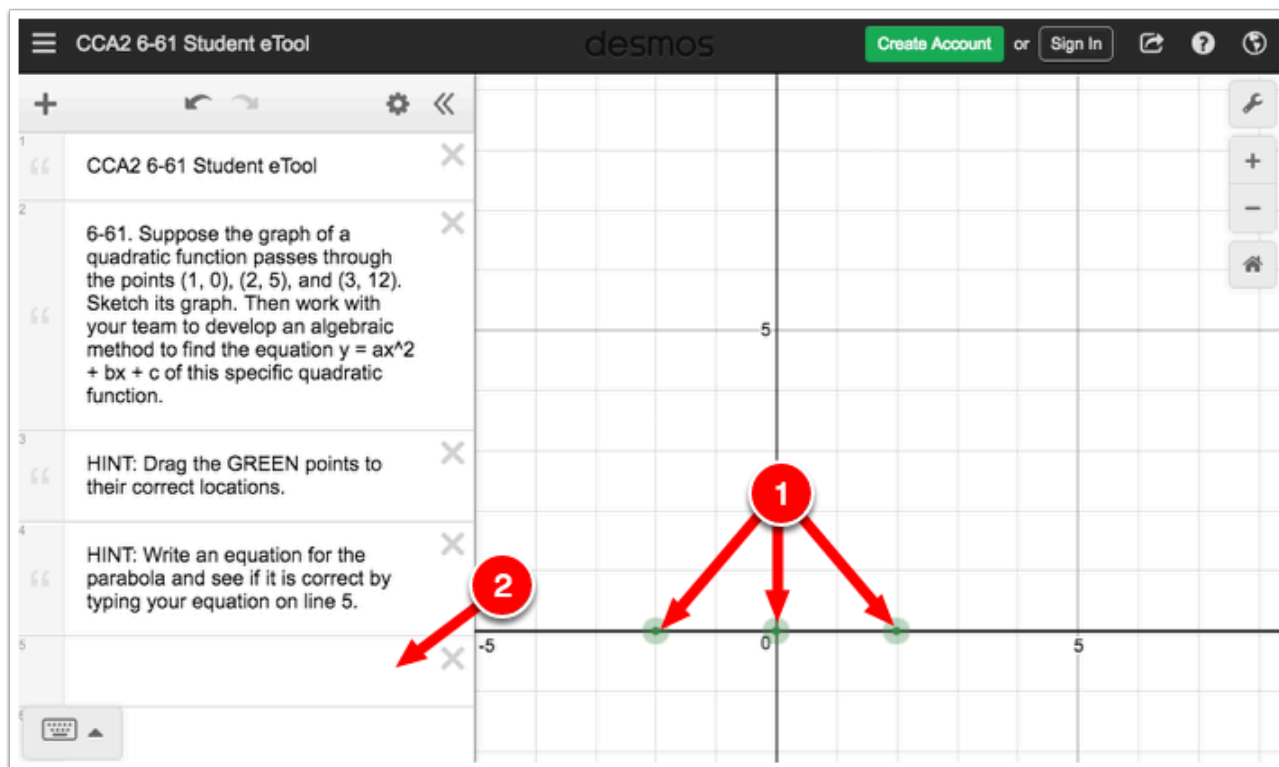 CCA2 6-61 Student eTool
desmos
Create Account or Sign In
1
CCA2 6-61 Student eTool
2
6-61. Suppose the graph of a
quadratic function passes through
the points (1, 0), (2, 5), and (3, 12).
Sketch its graph. Then work with
your team to develop an algebraic
method to find the equation y = ax^2
+ bx + c of this specific quadratic
function.
3
HINT: Drag the GREEN points to
their correct locations.
4
HINT: Write an equation for the
parabola and see if it is correct by
typing your equation on line 5.
5
5
1
2
-5
0
5